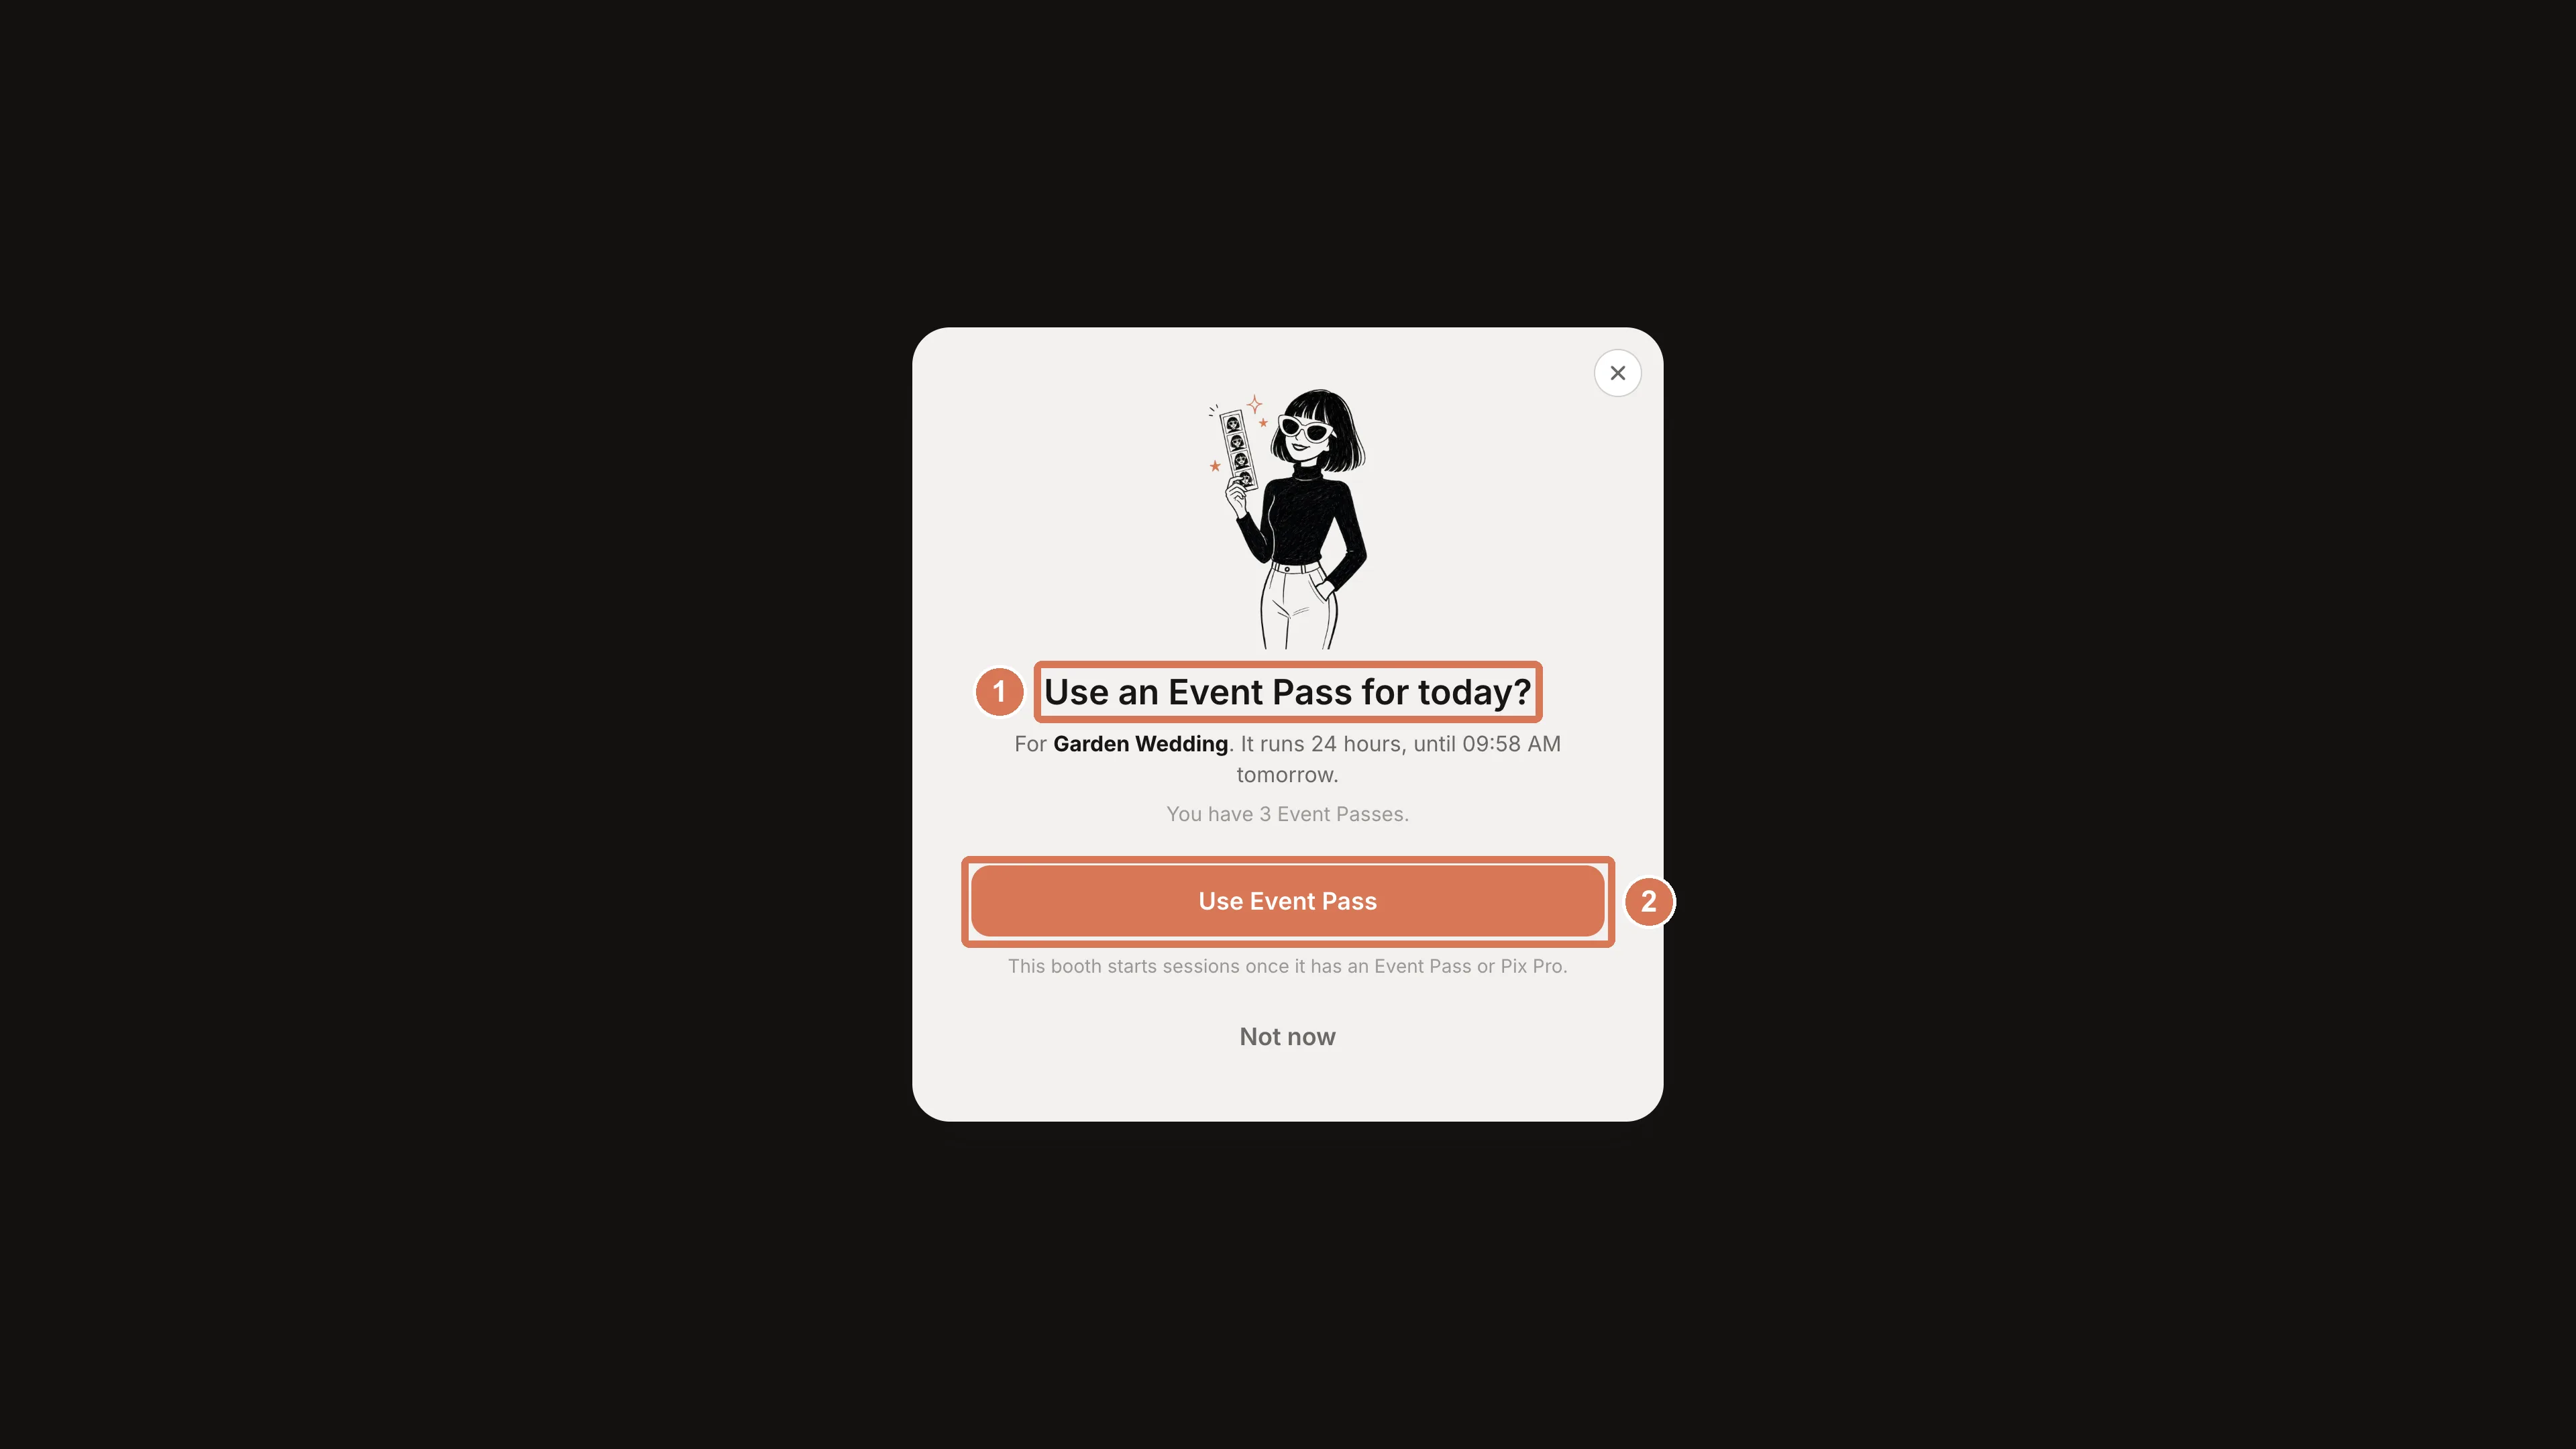 1
Use an Event Pass for today?
For Garden Wedding. It runs 24 hours, until 09:58 AM
tomorrow.
You have 3 Event Passes.
Use Event Pass
2
This booth starts sessions once it has an Event Pass or Pix Pro.
Not now